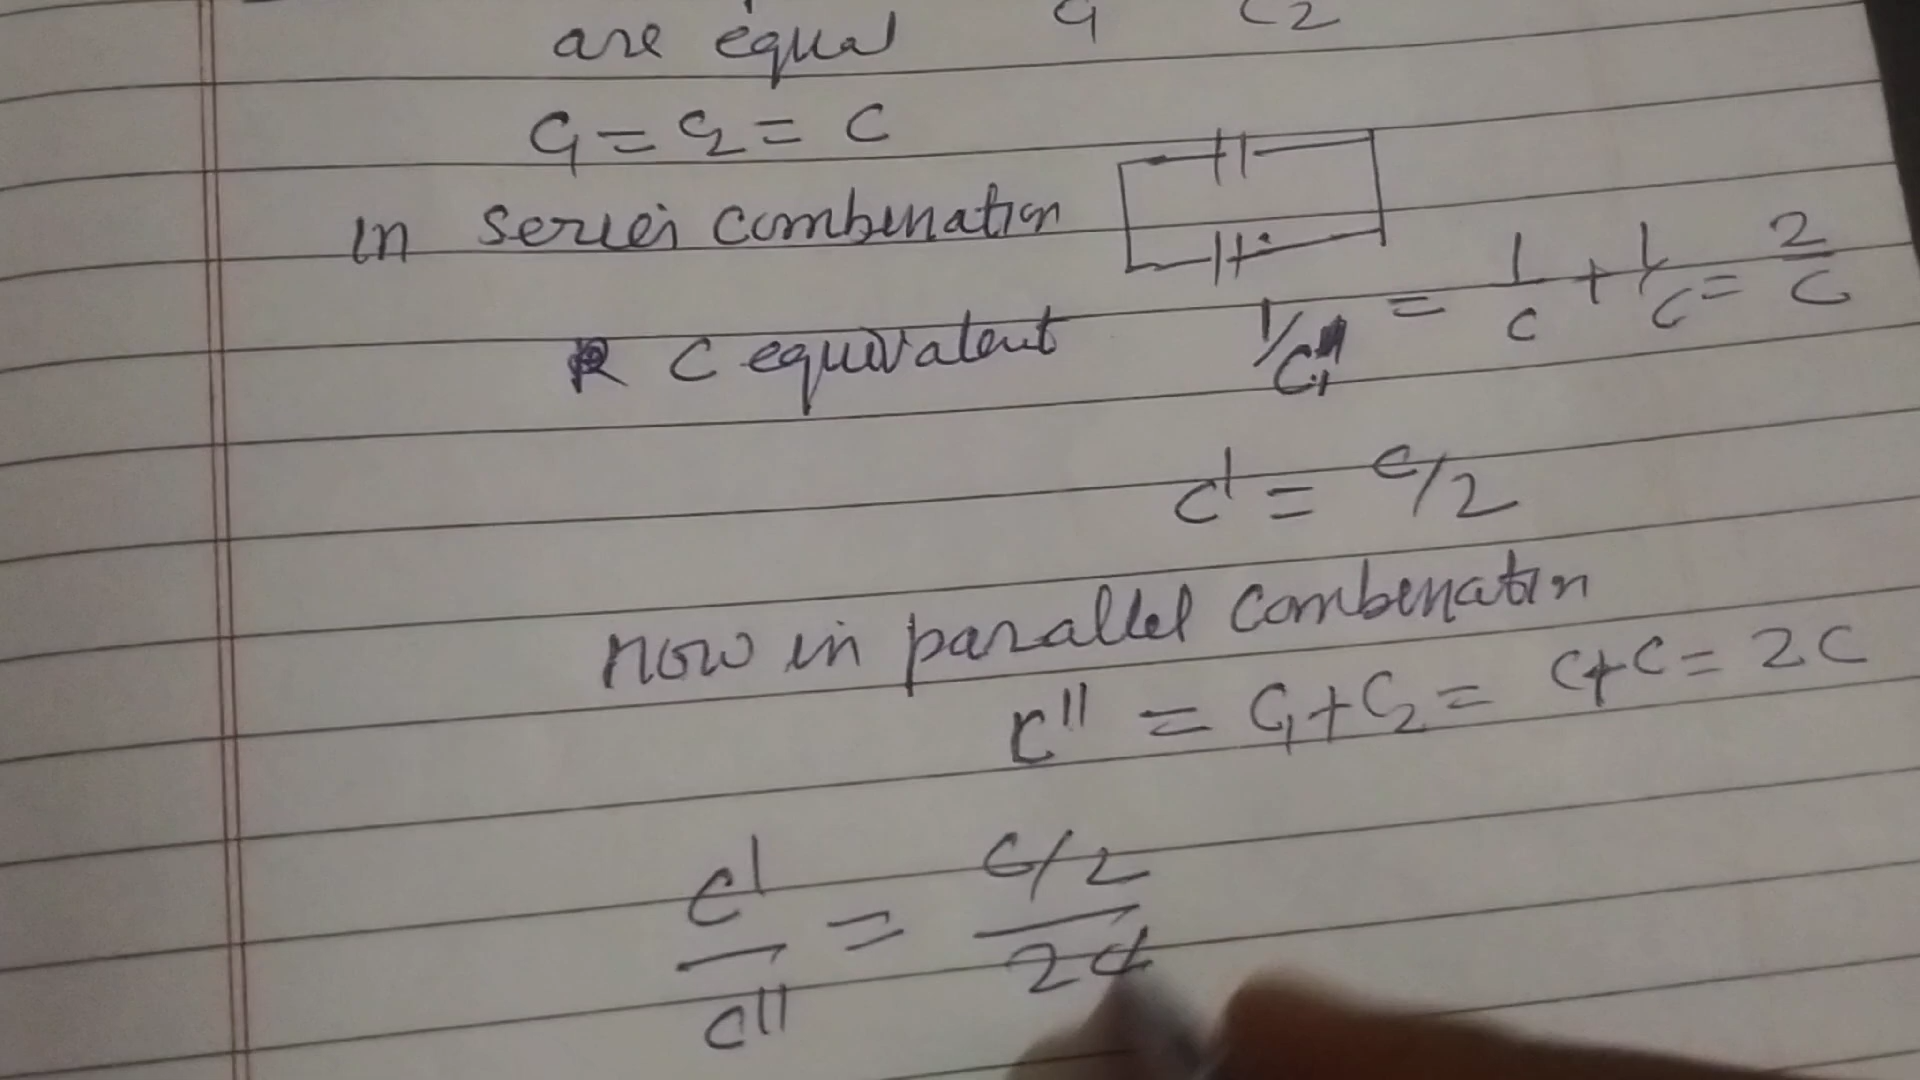 are equal C1 C2
C1 = C2 = C
in series combination
C equivalent 1/C' = 1/C + 1/C = 2/C
C' = C/2
now in parallel combination
C'' = C1 + C2 = C + C = 2C
C'/C'' = C/2 / 2C